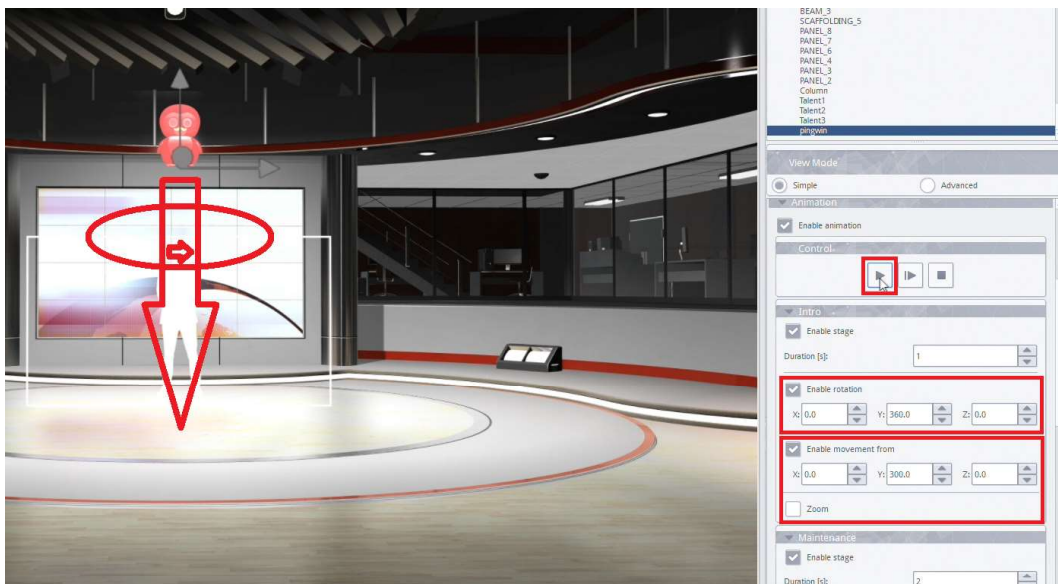 BEAM_3
SCAFFOLDING_5
PANEL_8
PANEL_7
PANEL_6
PANEL_4
PANEL_3
PANEL_2
Column
Talent1
Talent2
Talent3
pingwin
View Mode
Simple Advanced
Animation
Enable animation
Control
Intro
Enable stage
Duration [s]: 1
Enable rotation
X: 0.0 Y: 360.0 Z: 0.0
Enable movement from
X: 0.0 Y: 300.0 Z: 0.0
Zoom
Maintenance
Enable stage
Duration [s]: 2